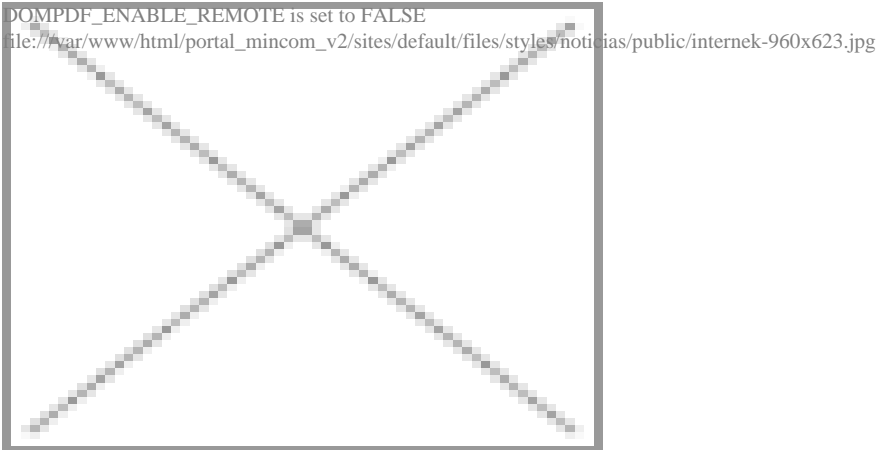 DOMPDF_ENABLE_REMOTE is set to FALSE
file:///var/www/html/portal_mincom_v2/sites/default/files/styles/noticias/public/internek-960x623.jpg